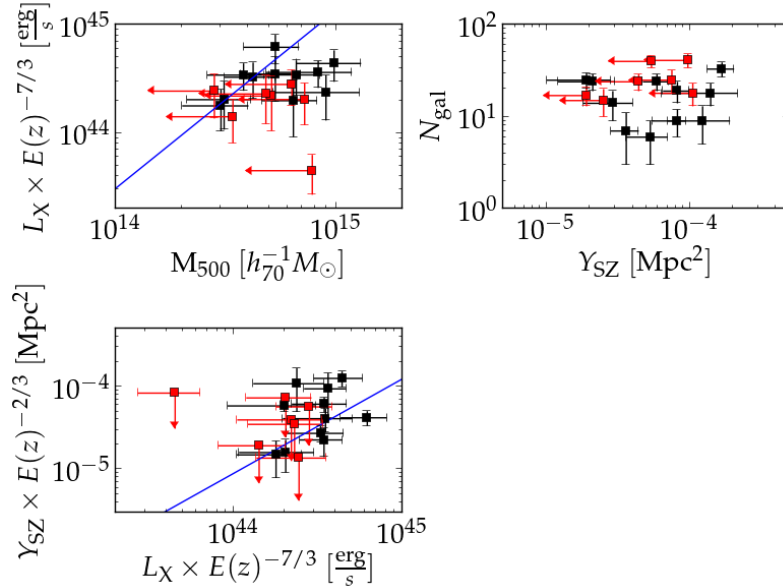 10^45
10^44
L_X × E(z)^{-7/3} [erg/s]
10^14
10^15
M_500 [h_70^{-1} M_⊙]
10^2
10^1
10^0
N_gal
10^-5
10^-4
Y_SZ [Mpc^2]
10^-4
10^-5
Y_SZ × E(z)^{-2/3} [Mpc^2]
10^44
10^45
L_X × E(z)^{-7/3} [erg/s]